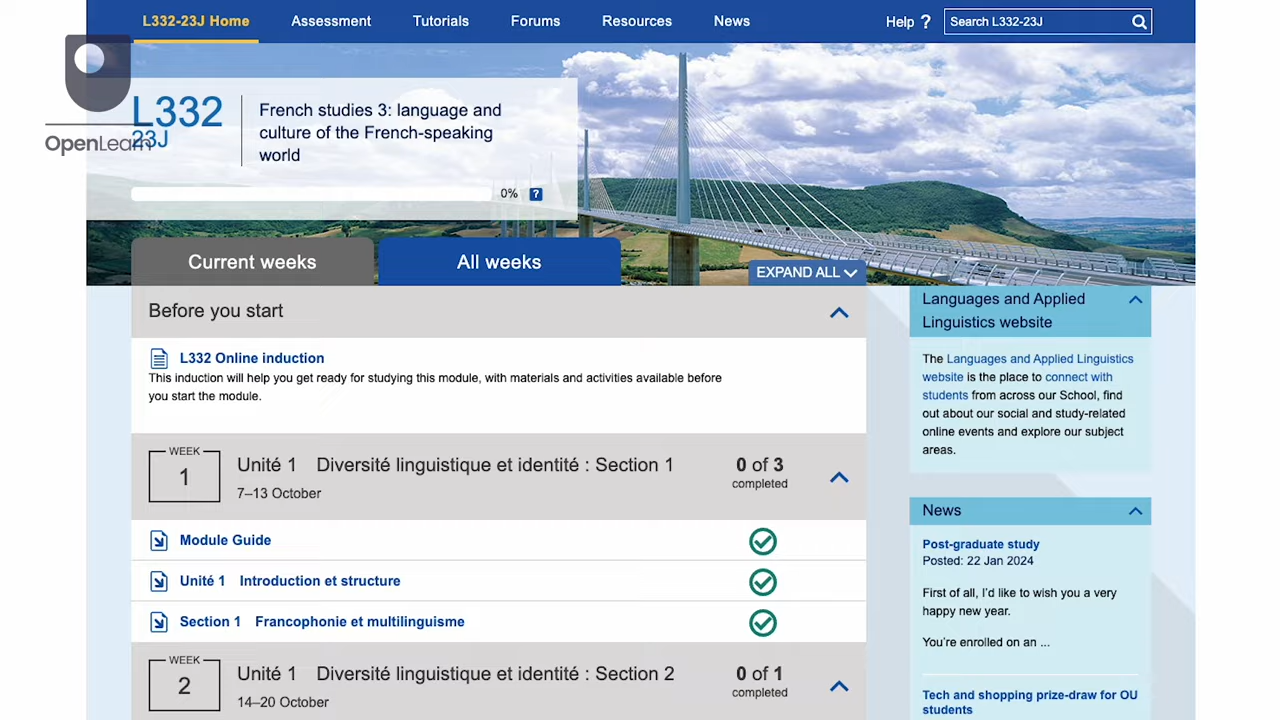 L332-23J Home
Assessment
Tutorials
Forums
Resources
News
Help ?
Search L332-23J
OpenLearn
L332
23J
French studies 3: language and
culture of the French-speaking
world
0% ?
Current weeks
All weeks
EXPAND ALL
Before you start
L332 Online induction
This induction will help you get ready for studying this module, with materials and activities available before
you start the module.
WEEK
1
Unité 1 Diversité linguistique et identité : Section 1
7–13 October
0 of 3
completed
Module Guide
Unité 1 Introduction et structure
Section 1 Francophonie et multilinguisme
WEEK
2
Unité 1 Diversité linguistique et identité : Section 2
14–20 October
0 of 1
completed
Languages and Applied
Linguistics website
The Languages and Applied Linguistics
website is the place to connect with
students from across our School, find
out about our social and study-related
online events and explore our subject
areas.
News
Post-graduate study
Posted: 22 Jan 2024
First of all, I'd like to wish you a very
happy new year.
You're enrolled on an ...
Tech and shopping prize-draw for OU
students